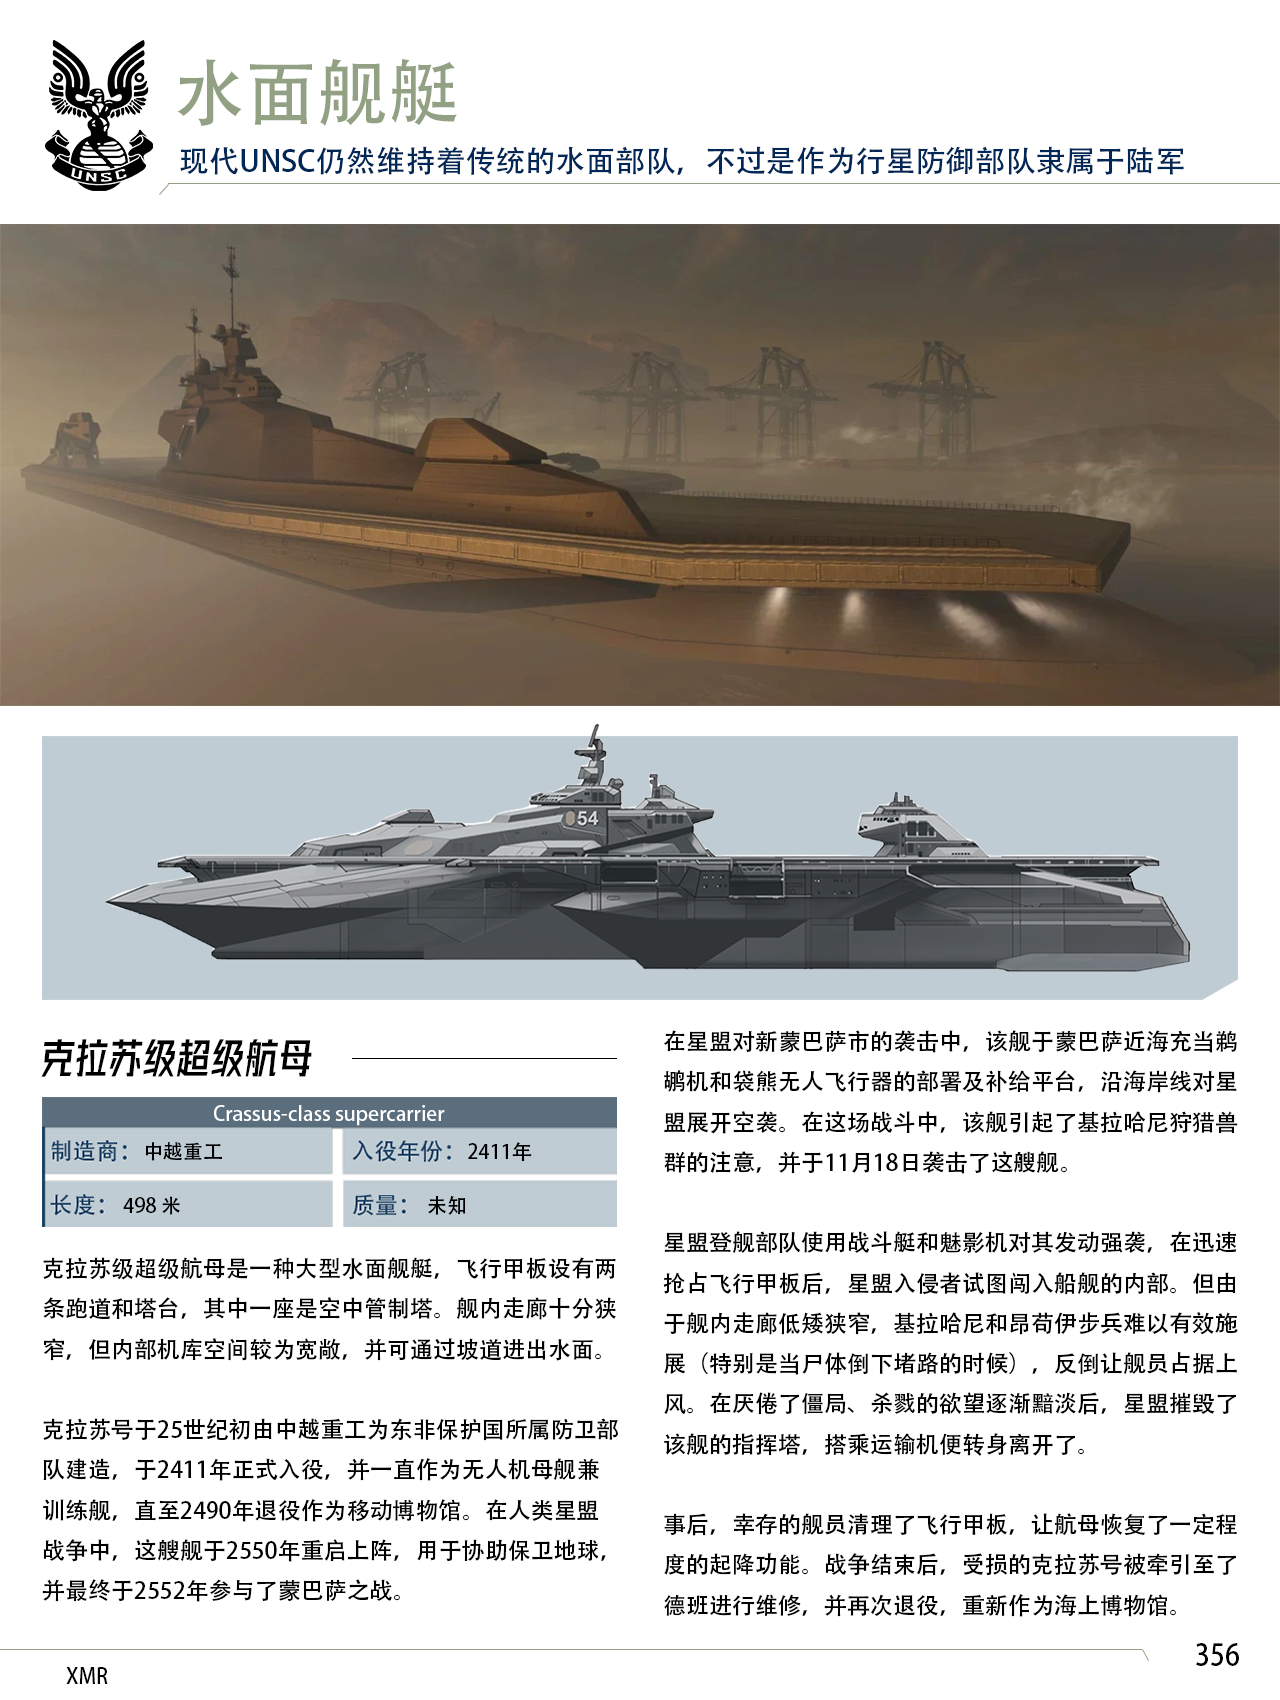 UNSC
水面舰艇
现代UNSC仍然维持着传统的水面部队，不过是作为行星防御部队隶属于陆军
54
克拉苏级超级航母
Crassus-class supercarrier
制造商：中越重工
入役年份：2411年
长度：498 米
质量：未知
克拉苏级超级航母是一种大型水面舰艇，飞行甲板设有两
条跑道和塔台，其中一座是空中管制塔。舰内走廊十分狭
窄，但内部机库空间较为宽敞，并可通过坡道进出水面。
克拉苏号于25世纪初由中越重工为东非保护国所属防卫部
队建造，于2411年正式入役，并一直作为无人机母舰兼
训练舰，直至2490年退役作为移动博物馆。在人类星盟
战争中，这艘舰于2550年重启上阵，用于协助保卫地球，
并最终于2552年参与了蒙巴萨之战。
在星盟对新蒙巴萨市的袭击中，该舰于蒙巴萨近海充当鹈
鹕机和袋熊无人飞行器的部署及补给平台，沿海岸线对星
盟展开空袭。在这场战斗中，该舰引起了基拉哈尼狩猎兽
群的注意，并于11月18日袭击了这艘舰。
星盟登舰部队使用战斗艇和魅影机对其发动强袭，在迅速
抢占飞行甲板后，星盟入侵者试图闯入船舰的内部。但由
于舰内走廊低矮狭窄，基拉哈尼和昂苟伊步兵难以有效施
展（特别是当尸体倒下堵路的时候），反倒让舰员占据上
风。在厌倦了僵局、杀戮的欲望逐渐黯淡后，星盟摧毁了
该舰的指挥塔，搭乘运输机便转身离开了。
事后，幸存的舰员清理了飞行甲板，让航母恢复了一定程
度的起降功能。战争结束后，受损的克拉苏号被牵引至了
德班进行维修，并再次退役，重新作为海上博物馆。
356
XMR